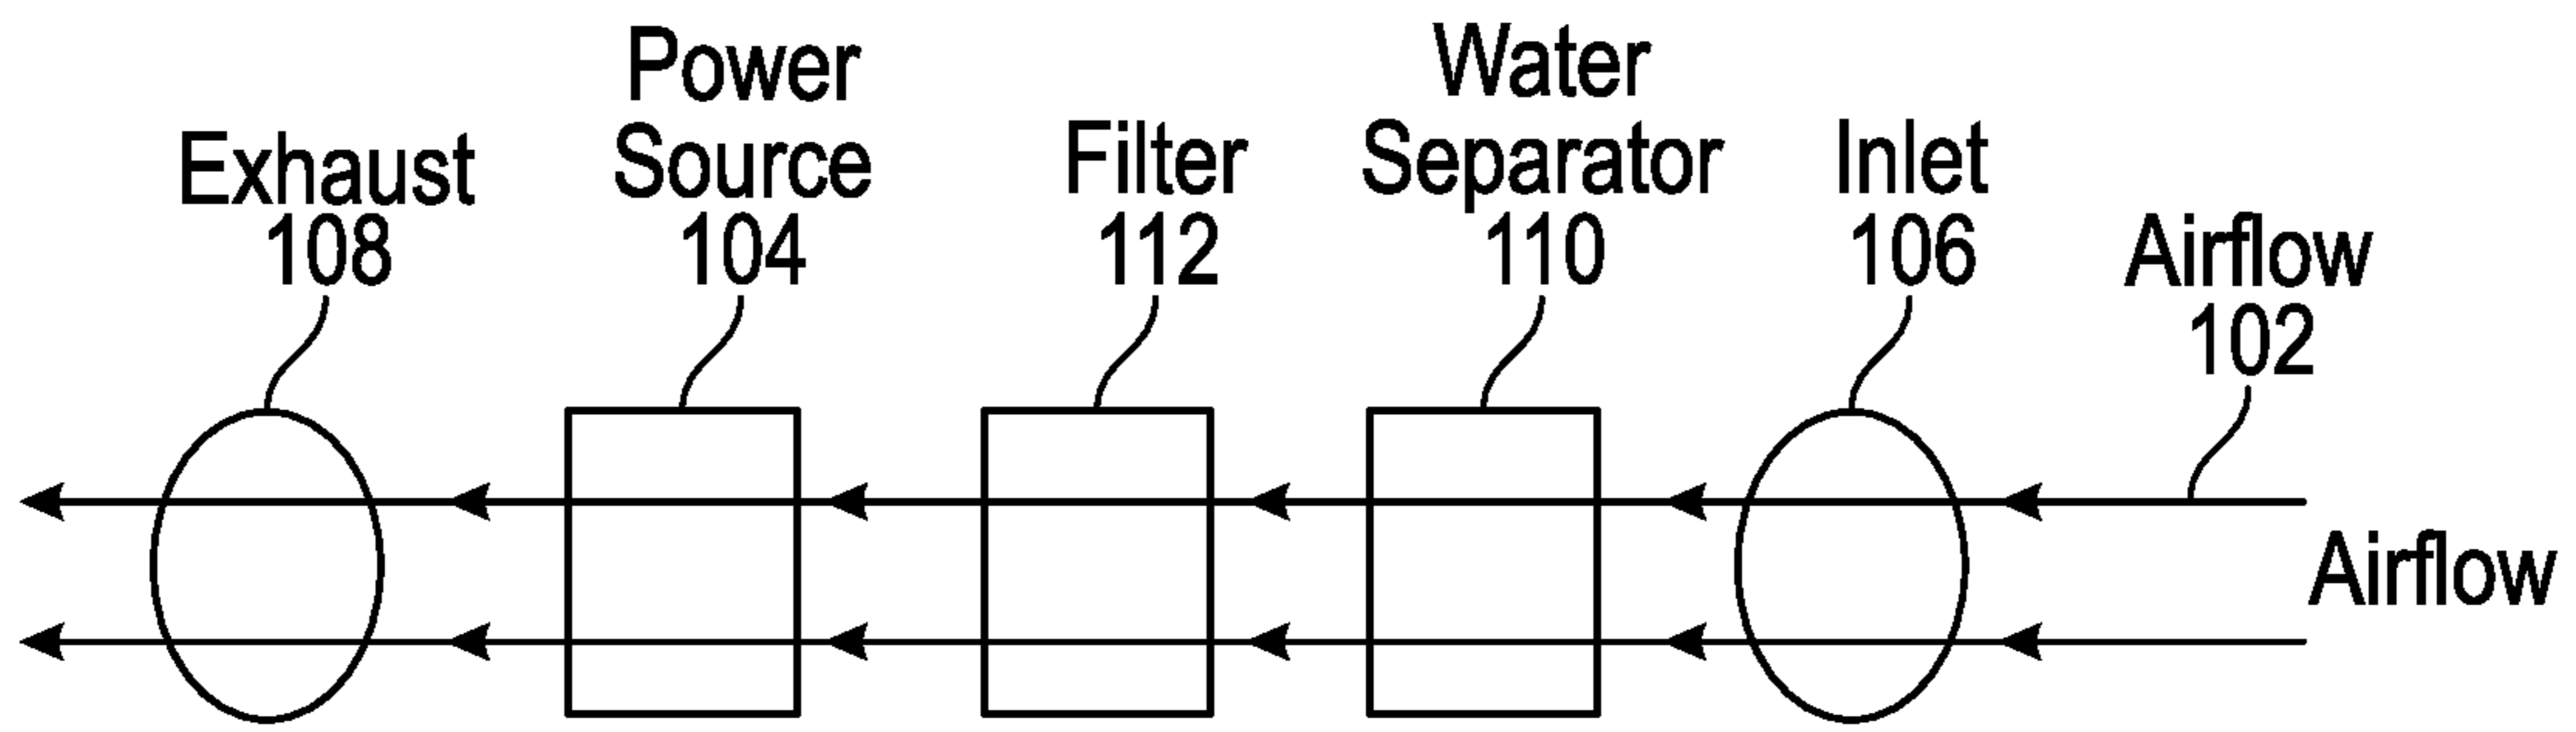 Exhaust
108
Power
Source
104
Filter
112
Water
Separator
110
Inlet
106
Airflow
102
Airflow